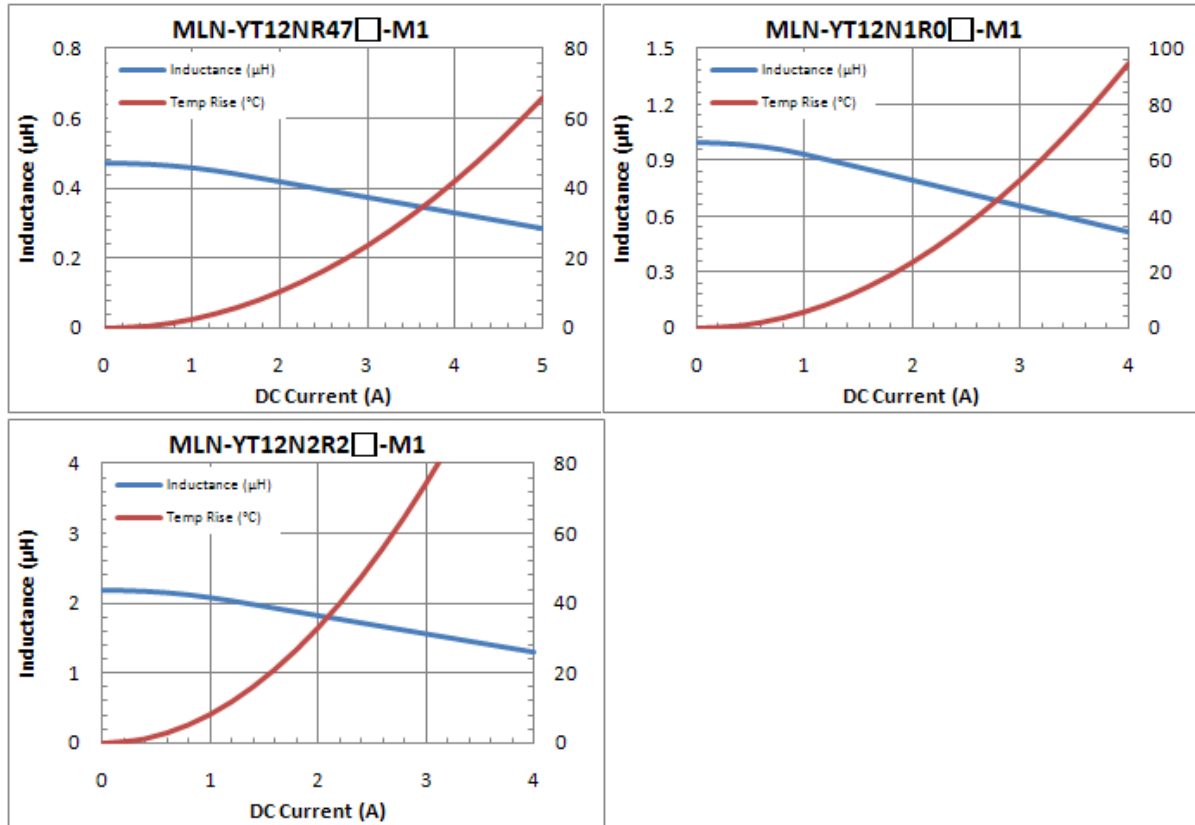 MLN-YT12NR47□-M1
Inductance (µH)
Temp Rise (°C)
Inductance (µH)
0.8
0.6
0.4
0.2
0
80
60
40
20
0
0 1 2 3 4 5
DC Current (A)
MLN-YT12N1R0□-M1
Inductance (µH)
Temp Rise (°C)
Inductance (µH)
1.5
1.2
0.9
0.6
0.3
0
100
80
60
40
20
0
0 1 2 3 4
DC Current (A)
MLN-YT12N2R2□-M1
Inductance (µH)
Temp Rise (°C)
Inductance (µH)
4
3
2
1
0
80
60
40
20
0
0 1 2 3 4
DC Current (A)